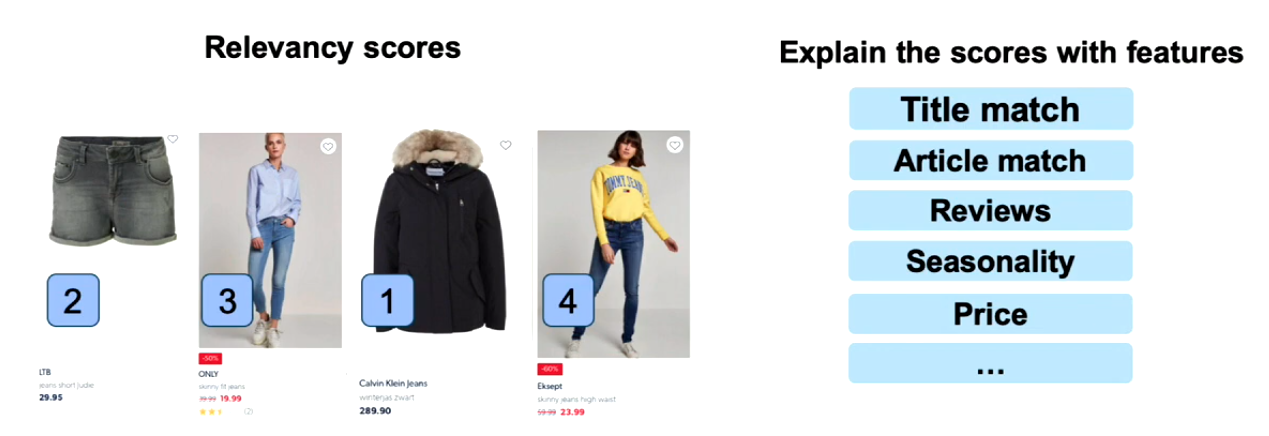 Relevancy scores
Explain the scores with features
Title match
Article match
Reviews
Seasonality
Price
...
2
3
1
4
TOMMY JEANS
LTB
jeans short Judie
29.95
-50%
ONLY
skinny fit jeans
39.99 19.99
(2)
Calvin Klein Jeans
winterjas zwart
289.90
-60%
Eksept
skinny jeans high waist
59.99 23.99